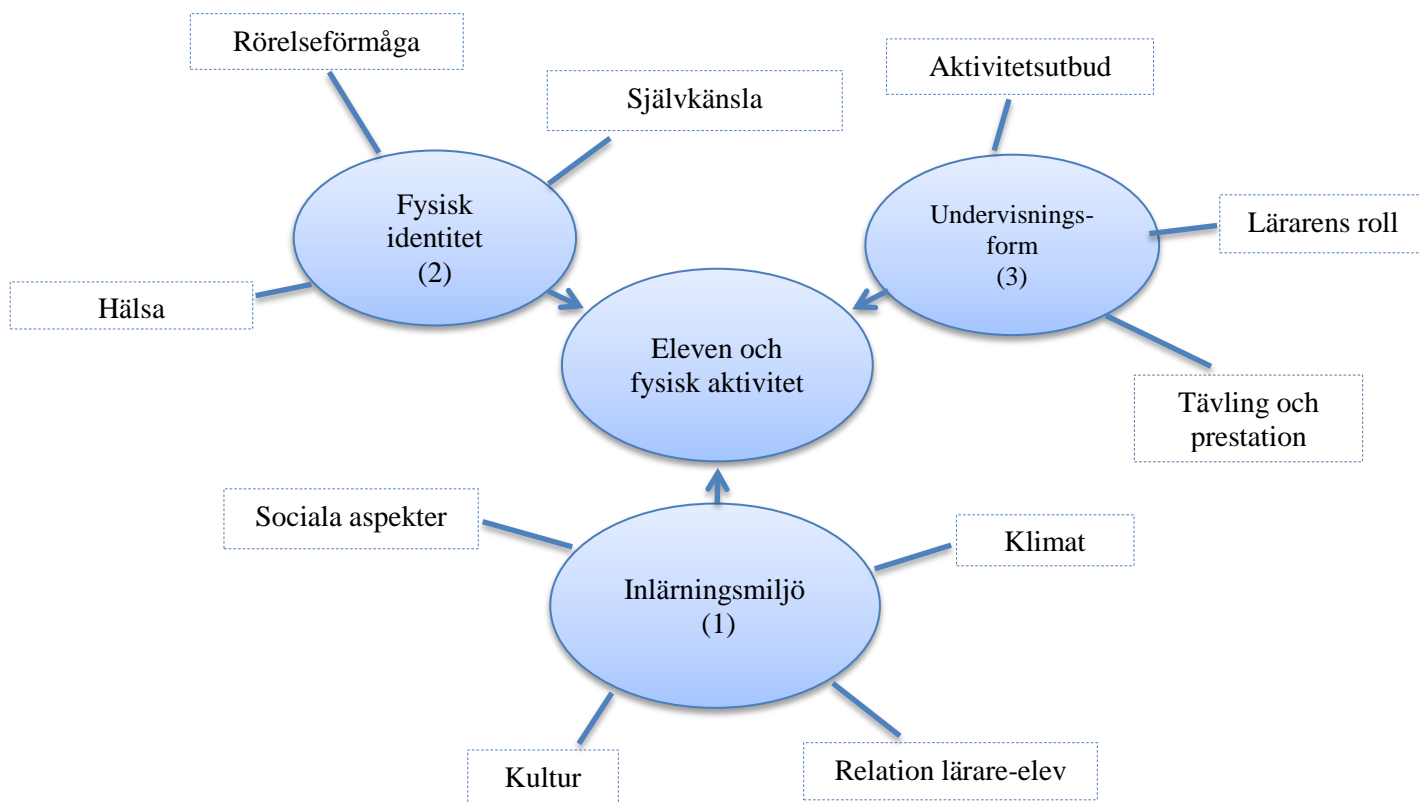 Rörelseförmåga
Självkänsla
Aktivitetsutbud
Fysisk
identitet
(2)
Undervisnings-
form
(3)
Lärarens roll
Hälsa
Eleven och
fysisk aktivitet
Tävling och
prestation
Sociala aspekter
Klimat
Inlärningsmiljö
(1)
Kultur
Relation lärare-elev